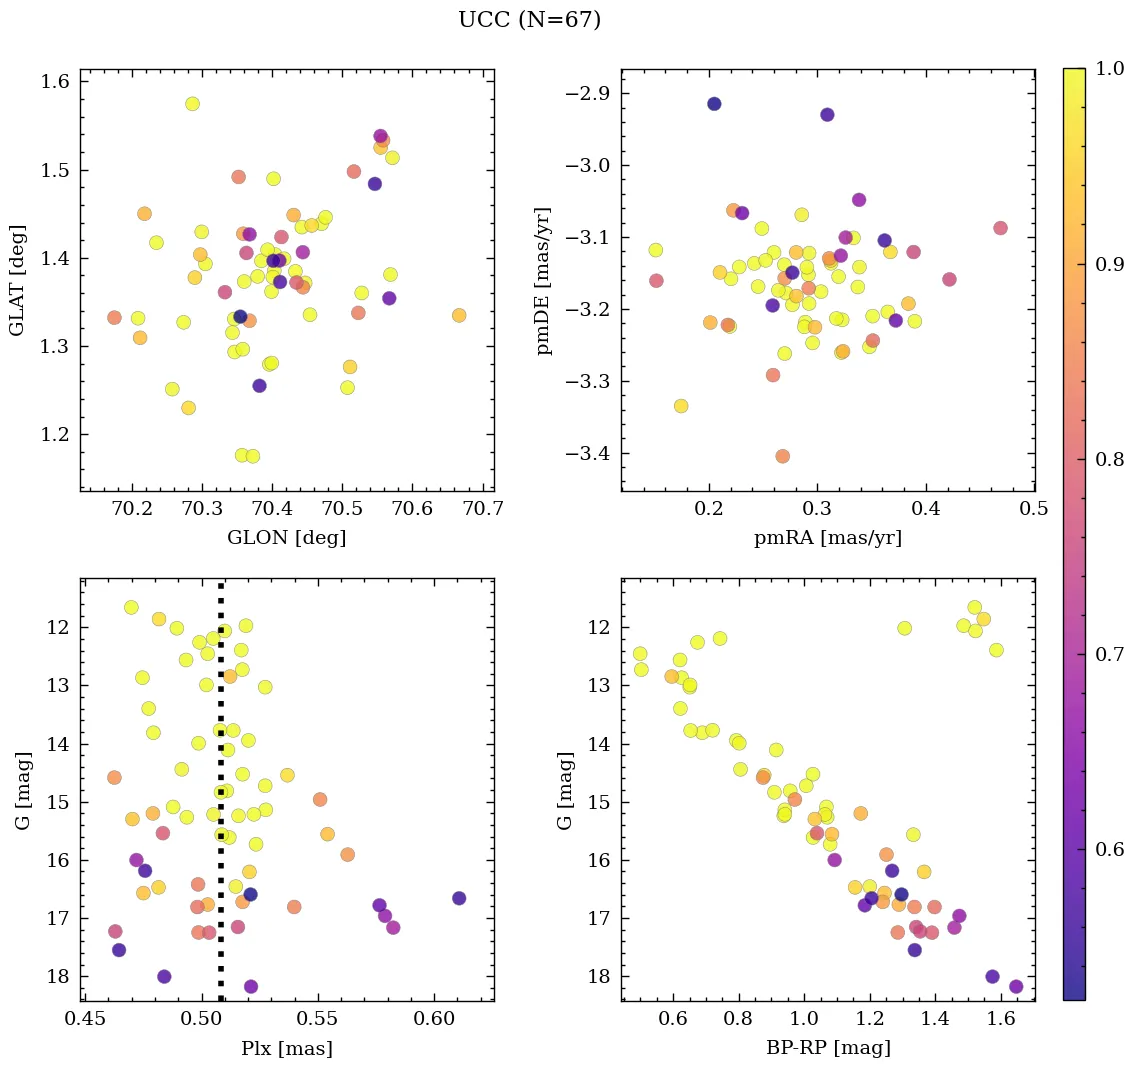 UCC (N=67)
1.6
1.5
1.4
1.3
1.2
GLAT [deg]
70.2 70.3 70.4 70.5 70.6 70.7
GLON [deg]
−2.9
−3.0
−3.1
−3.2
−3.3
−3.4
pmDE [mas/yr]
0.2 0.3 0.4 0.5
pmRA [mas/yr]
1.0
0.9
0.8
0.7
0.6
12
13
14
15
16
17
18
G [mag]
0.45 0.50 0.55 0.60
Plx [mas]
12
13
14
15
16
17
18
G [mag]
0.6 0.8 1.0 1.2 1.4 1.6
BP-RP [mag]